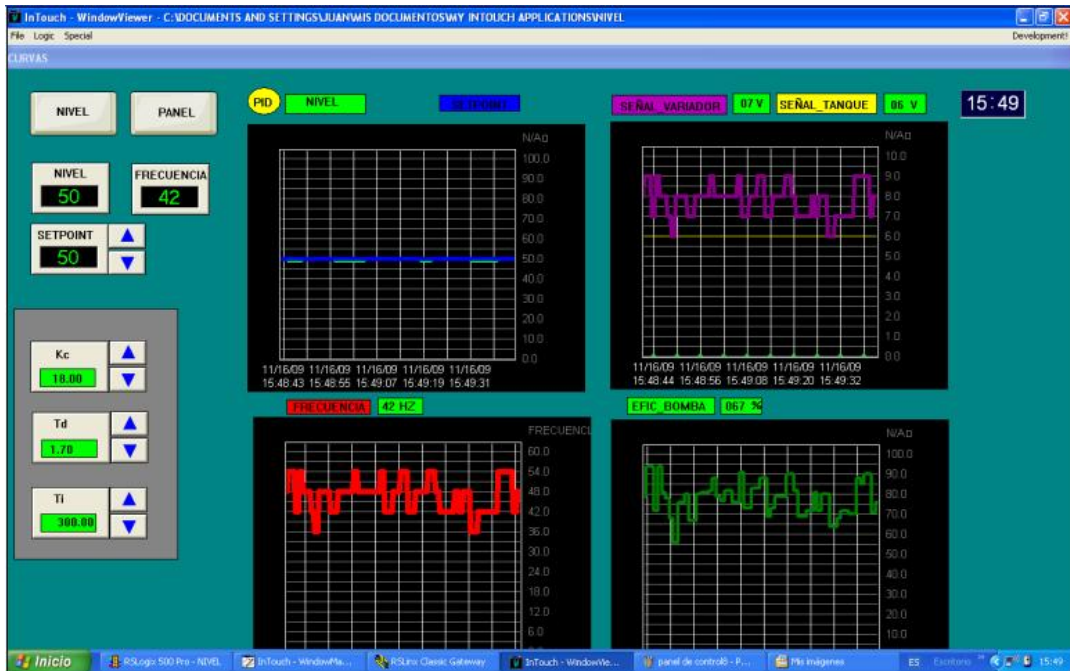 InTouch - WindowViewer - C:\DOCUMENTS AND SETTINGS\JUAN\MIS DOCUMENTOS\MY INTOUCH APPLICATIONS\NIVEL
File Logic Special Development!
CURVAS
NIVEL PANEL
NIVEL
50
FRECUENCIA
42
SETPOINT
50
Kc
18.00
Td
1.70
Ti
300.00
PID NIVEL SETPOINT
N/A
100.0
90.0
80.0
70.0
60.0
50.0
40.0
30.0
20.0
10.0
0.0
11/16/09 11/16/09 11/16/09 11/16/09 11/16/09
15:48:43 15:48:55 15:49:07 15:49:19 15:49:31
SEÑAL_VARIADOR 07 V SEÑAL_TANQUE 06 V
15:49
N/A
10.0
9.0
8.0
7.0
6.0
5.0
4.0
3.0
2.0
1.0
0.0
11/16/09 11/16/09 11/16/09 11/16/09 11/16/09
15:48:44 15:48:56 15:49:08 15:49:20 15:49:32
FRECUENCIA 42 HZ
FRECUENCI
60.0
54.0
48.0
42.0
36.0
30.0
24.0
18.0
12.0
6.0
EFIC_BOMBA 067 %
N/A
100.0
90.0
80.0
70.0
60.0
50.0
40.0
30.0
20.0
10.0
Inicio RSLogix 500 Pro - NIVEL InTouch - WindowMa... RSLinx Classic Gateway InTouch - WindowVie... panel de control8 - P... Mis imágenes ES Escritorio 15:49